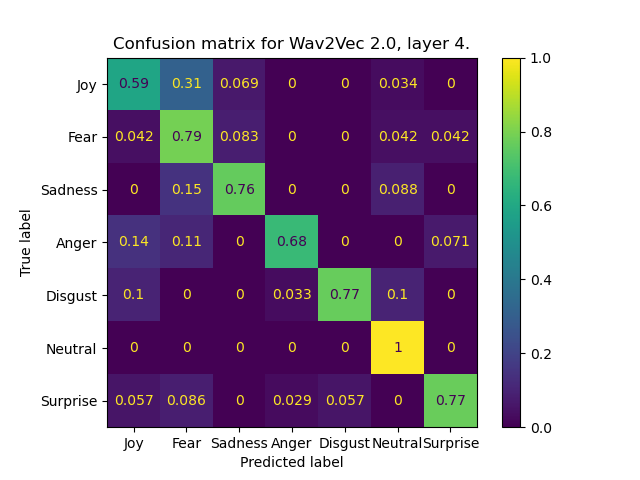 Confusion matrix for Wav2Vec 2.0, layer 4.
True label
Joy 0.59 0.31 0.069 0 0 0.034 0
Fear 0.042 0.79 0.083 0 0 0.042 0.042
Sadness 0 0.15 0.76 0 0 0.088 0
Anger 0.14 0.11 0 0.68 0 0 0.071
Disgust 0.1 0 0 0.033 0.77 0.1 0
Neutral 0 0 0 0 0 1 0
Surprise 0.057 0.086 0 0.029 0.057 0 0.77
Joy Fear Sadness Anger Disgust Neutral Surprise
Predicted label
1.0
0.8
0.6
0.4
0.2
0.0